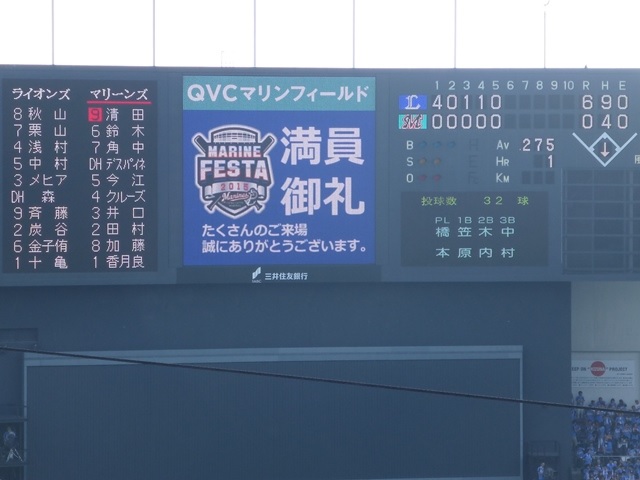 ライオンズ マリーンズ
8 秋山 9 清田
7 栗山 6 鈴木
4 浅村 7 角中
5 中村 DH デスパイネ
3 メヒア 5 今江
DH 森 4 クルーズ
9 斉藤 3 井口
2 炭谷 2 田村
6 金子侑 8 加藤
1 十亀 1 香月良
QVCマリンフィールド
MARINE
FESTA
2015
Marines
満員
御礼
たくさんのご来場
誠にありがとうございます。
三井住友銀行
1 2 3 4 5 6 7 8 9 10 R H E
L 4 0 1 1 0 6 9 0
M 0 0 0 0 0 0 4 0
B Av .275
S HR 1
O KM
投球数 32 球
PL 1B 2B 3B
橋 笠 木 中
本 原 内 村
PROJECT